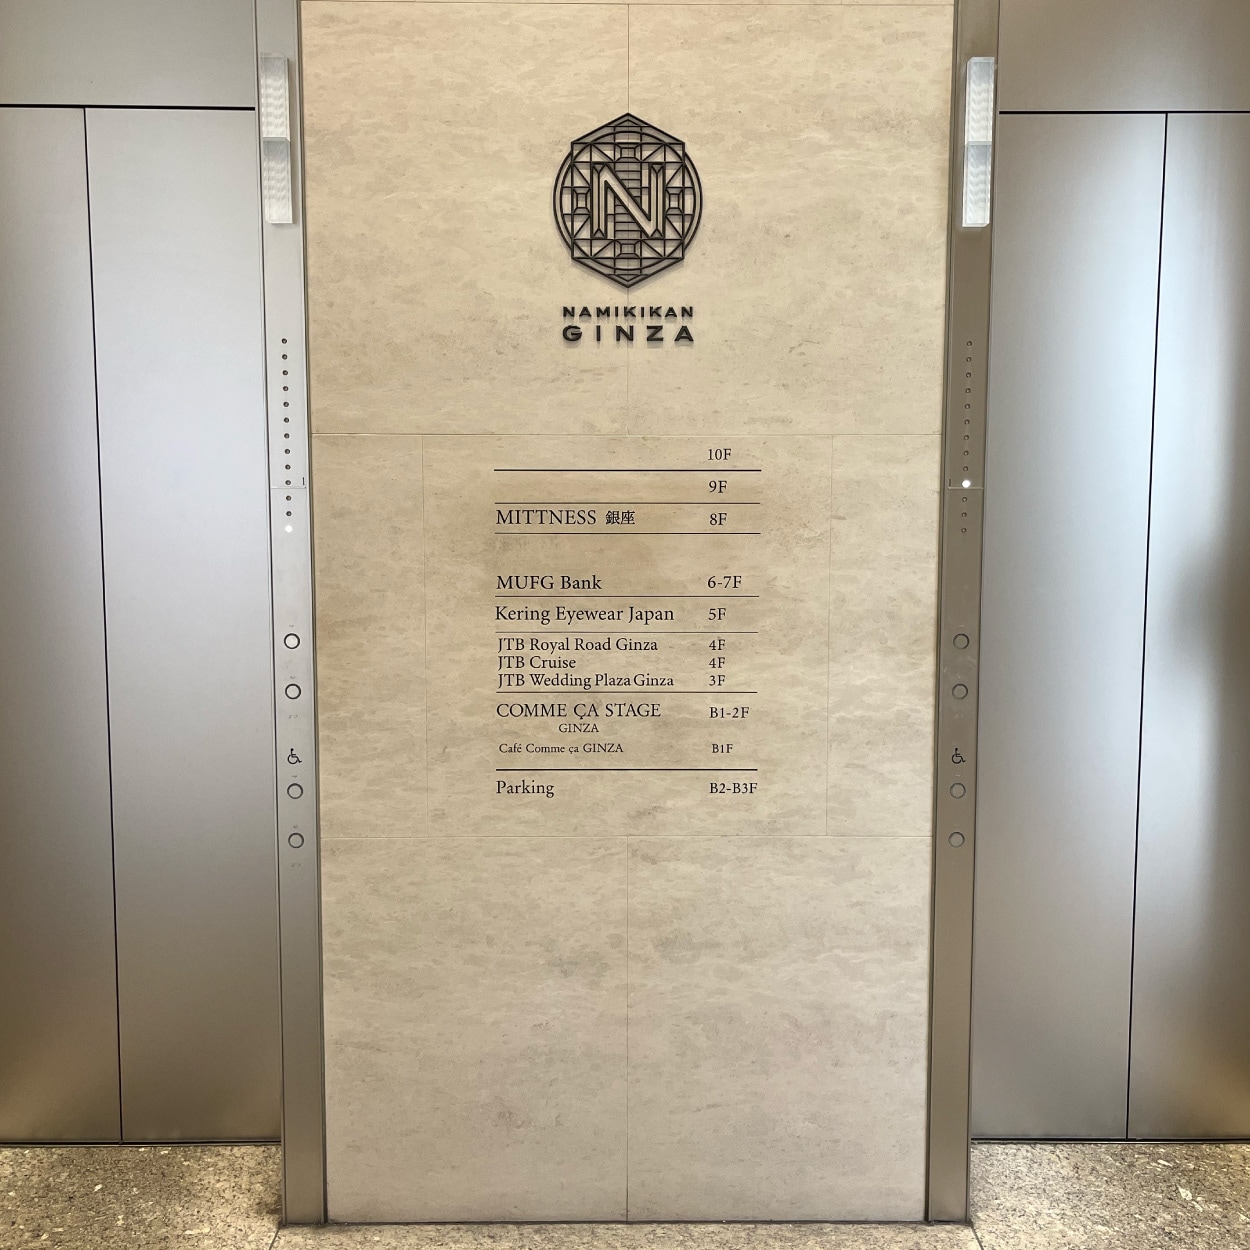 N
NAMIKIKAN
GINZA
10F
9F
MITTNESS 銀座 8F
MUFG Bank 6-7F
Kering Eyewear Japan 5F
JTB Royal Road Ginza 4F
JTB Cruise 4F
JTB Wedding Plaza Ginza 3F
COMME ÇA STAGE B1-2F
GINZA
Café Comme ça GINZA B1F
Parking B2-B3F